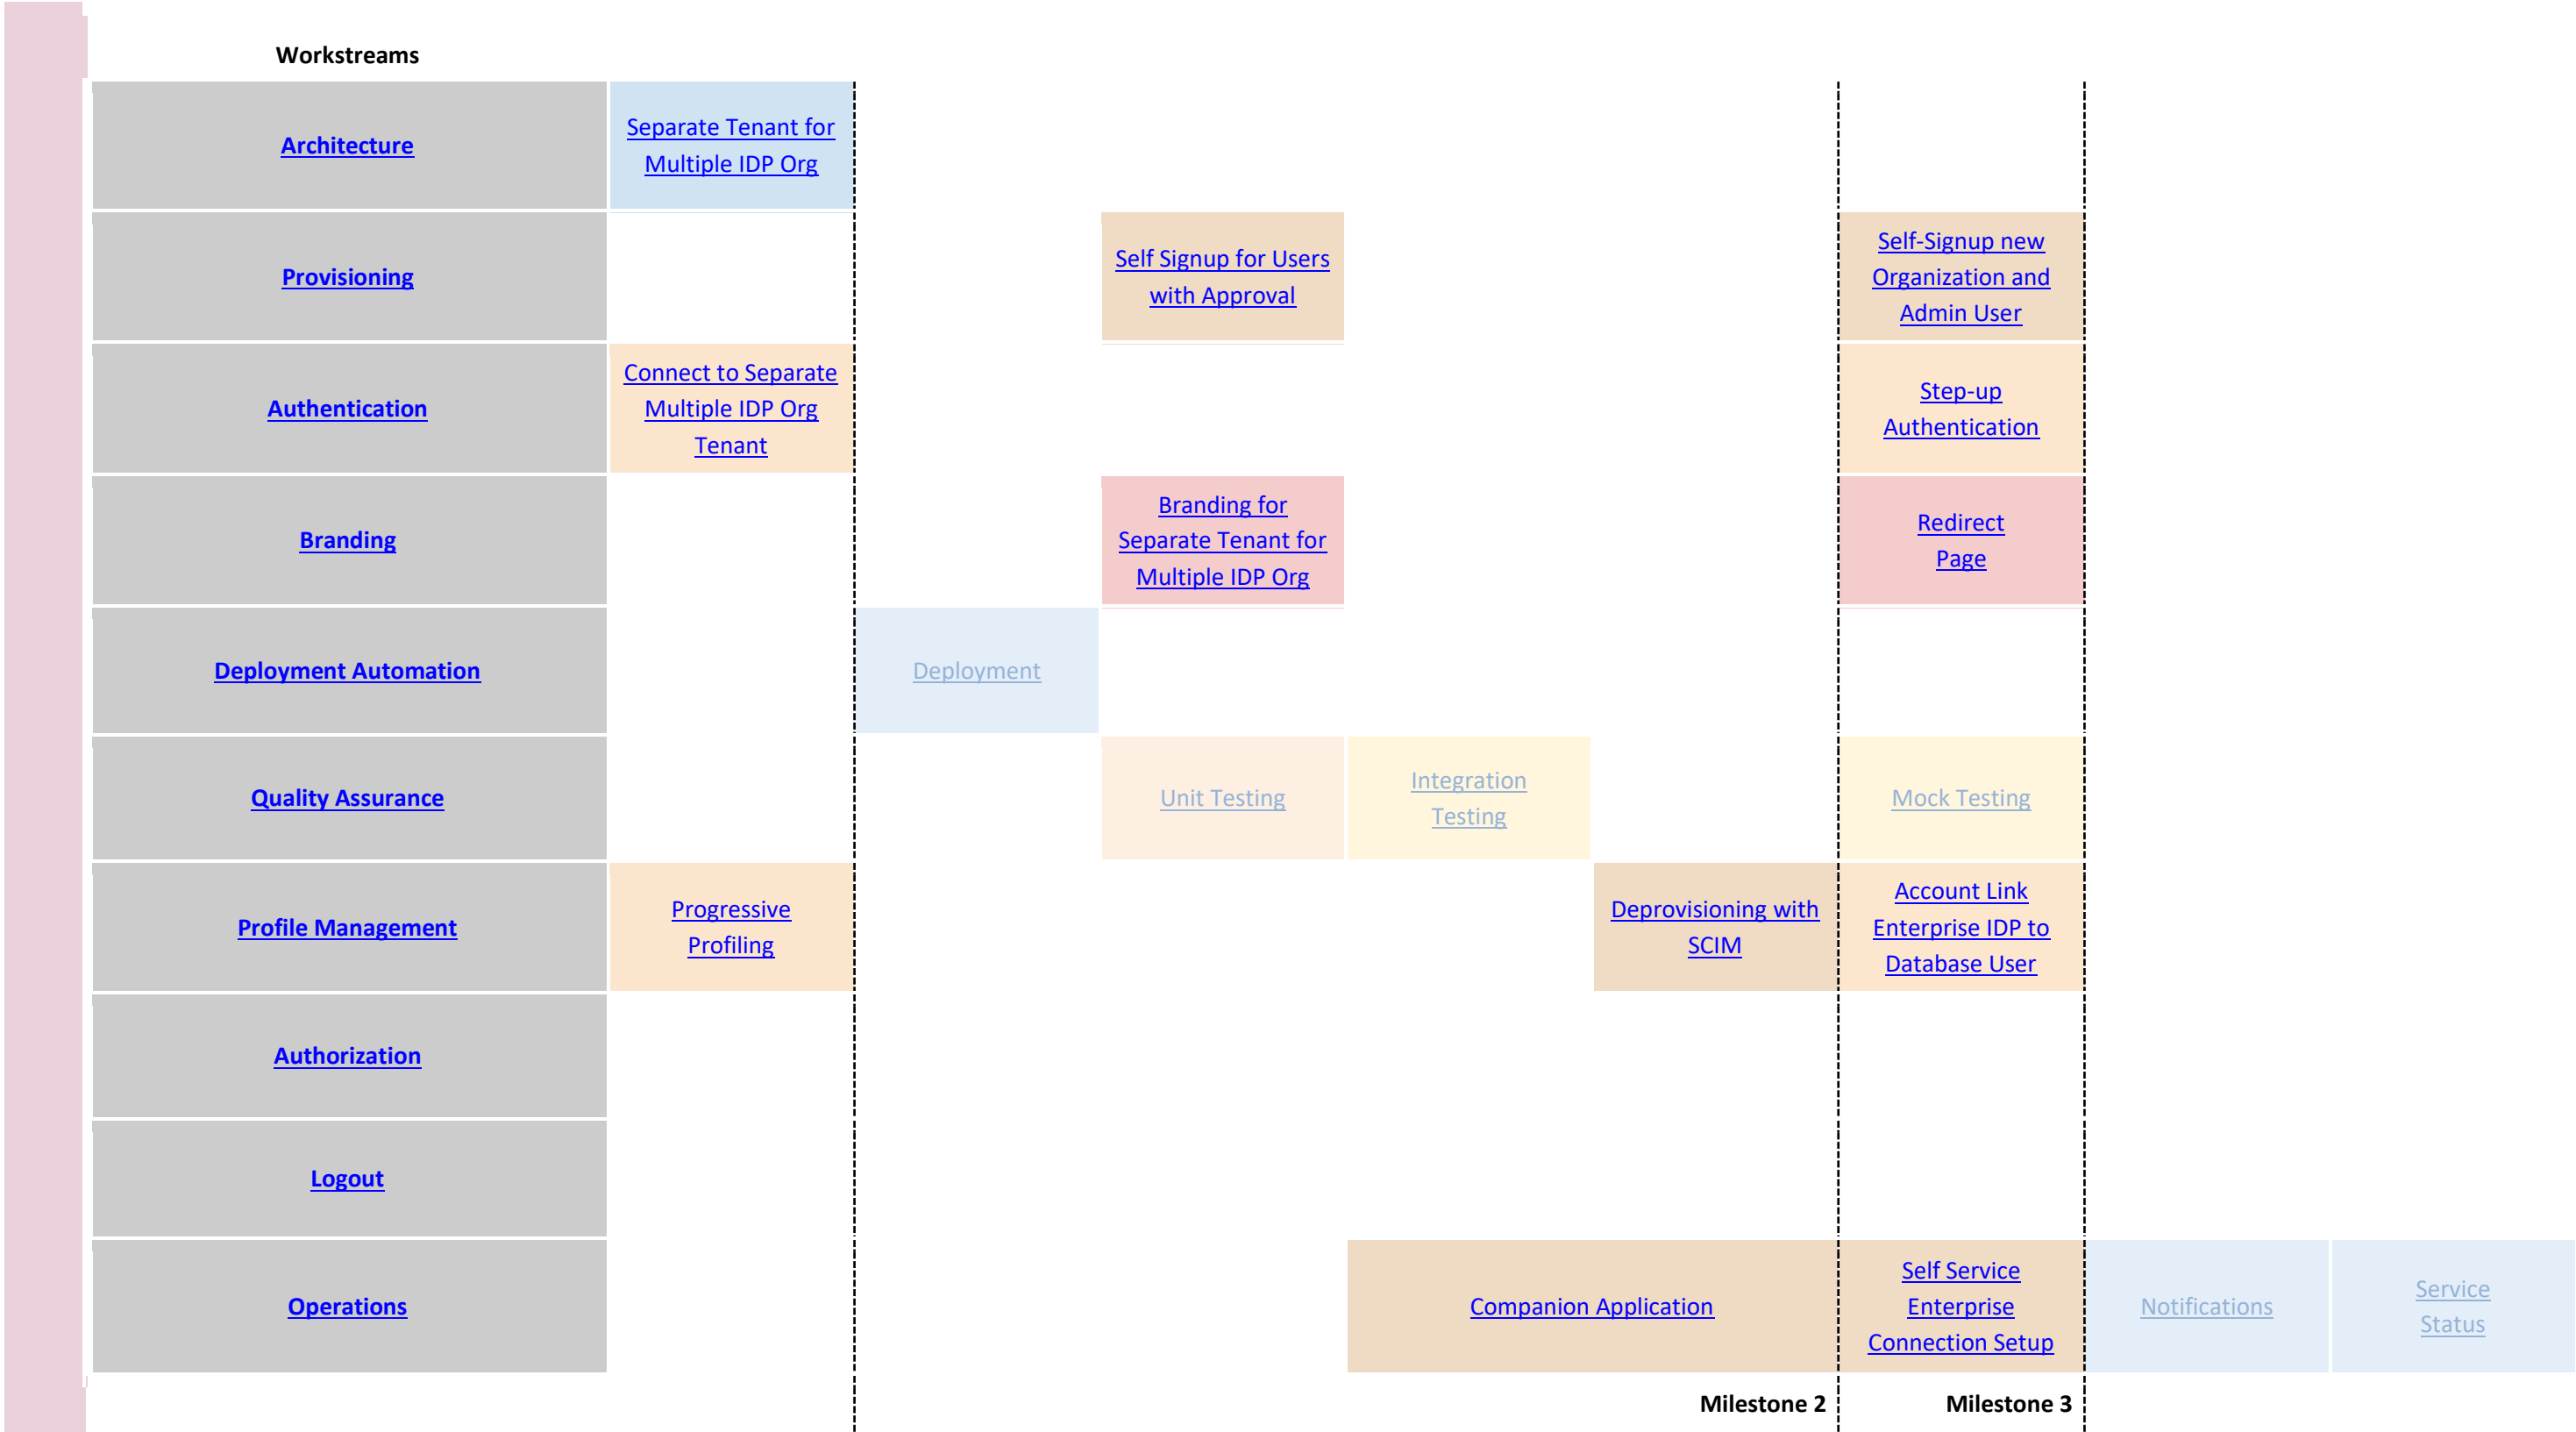 Workstreams
Architecture
Separate Tenant for
Multiple IDP Org
Provisioning
Self Signup for Users
with Approval
Self-Signup new
Organization and
Admin User
Authentication
Connect to Separate
Multiple IDP Org
Tenant
Step-up
Authentication
Branding
Branding for
Separate Tenant for
Multiple IDP Org
Redirect
Page
Deployment Automation
Deployment
Quality Assurance
Unit Testing
Integration
Testing
Mock Testing
Profile Management
Progressive
Profiling
Deprovisioning with
SCIM
Account Link
Enterprise IDP to
Database User
Authorization
Logout
Operations
Companion Application
Self Service
Enterprise
Connection Setup
Notifications
Service
Status
Milestone 2
Milestone 3